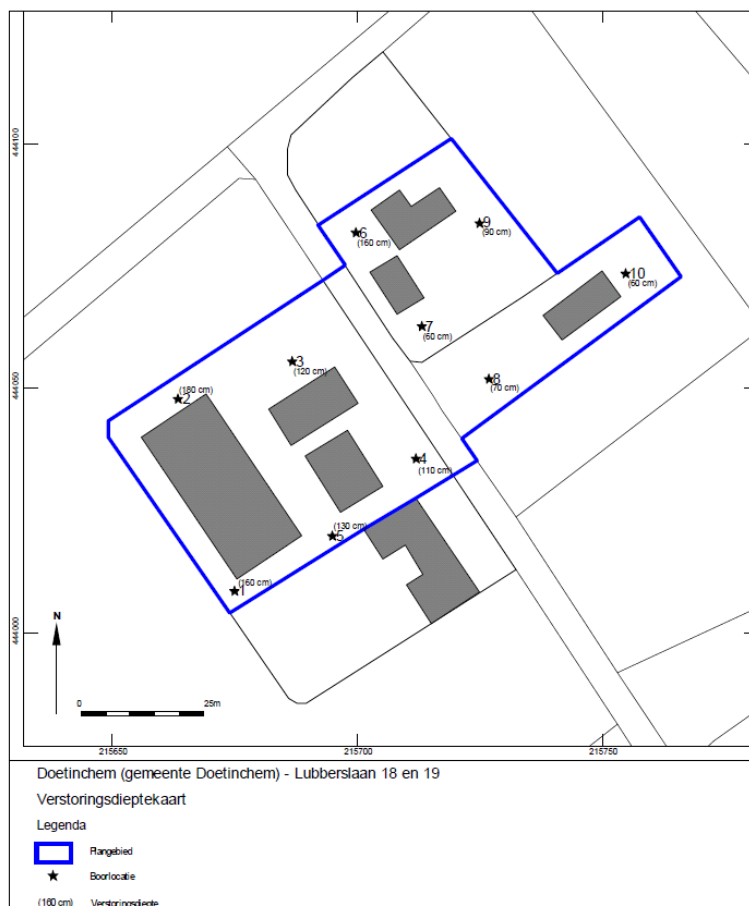 444100
6
(160 cm)
9
(90 cm)
10
(60 cm)
7
(60 cm)
3
(120 cm)
8
(70 cm)
444050
(180 cm)
2
4
(110 cm)
(130 cm)
5
(160 cm)
1
444000
N
0 25m
215650 215700 215750
Doetinchem (gemeente Doetinchem) - Lubberslaan 18 en 19
Verstoringsdieptekaart
Legenda
Plangebied
Boorlocatie
(160 cm) Verstoringsdiepte